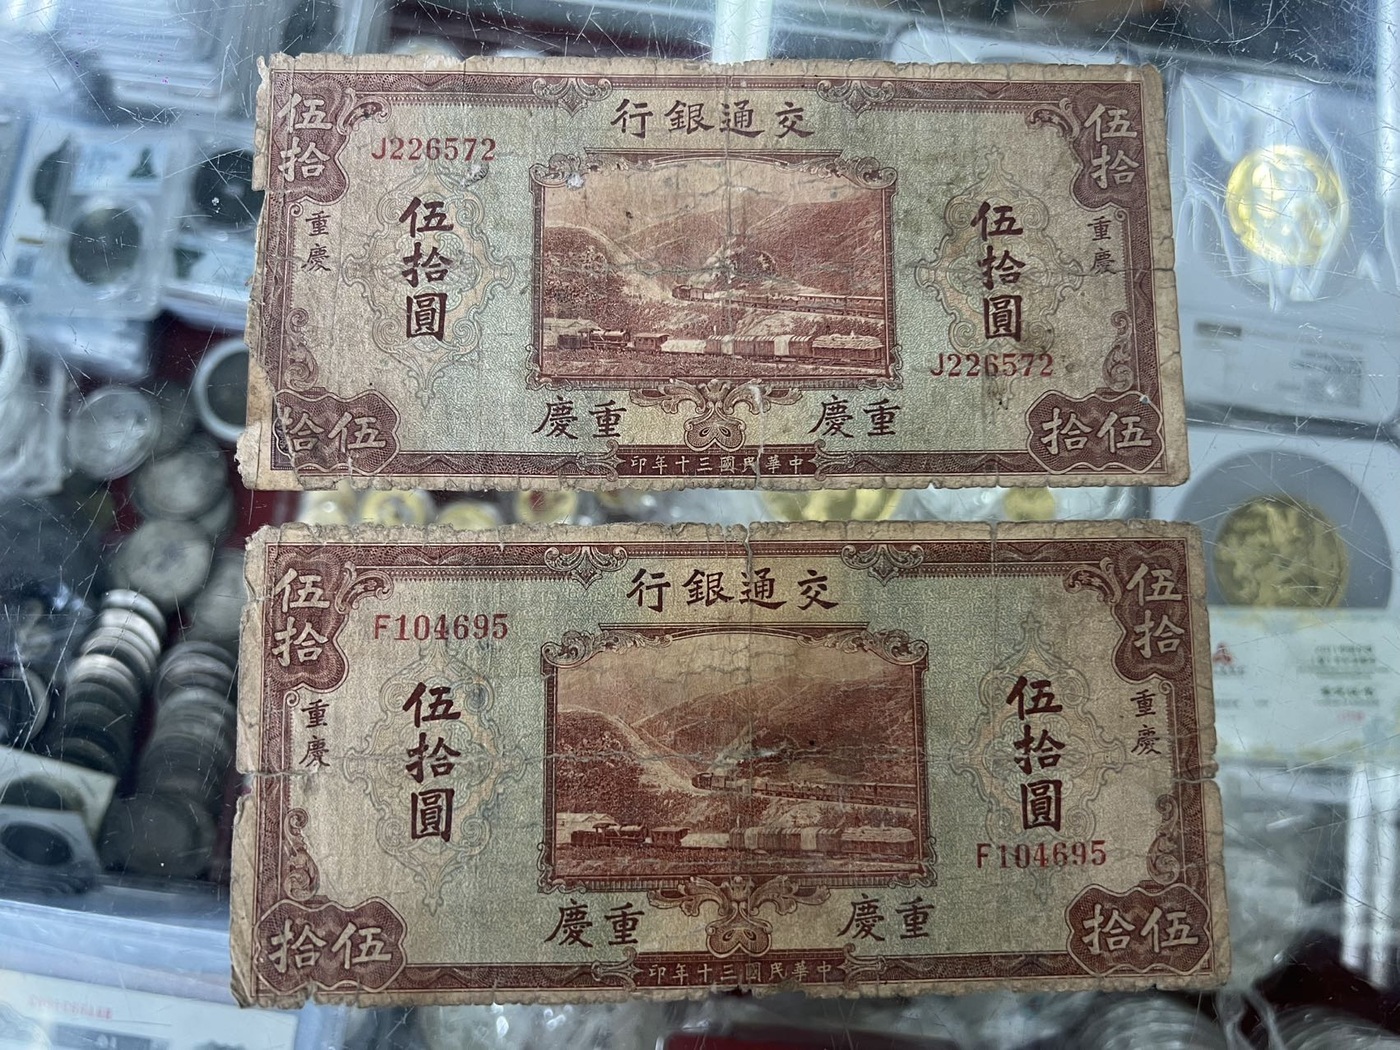 行銀通交
伍拾
伍拾
J226572
重慶
重慶
伍拾圓
伍拾圓
J226572
慶重
慶重
拾伍
拾伍
印年十三國民華中
行銀通交
伍拾
伍拾
F104695
重慶
重慶
伍拾圓
伍拾圓
F104695
慶重
慶重
拾伍
拾伍
印年十三國民華中